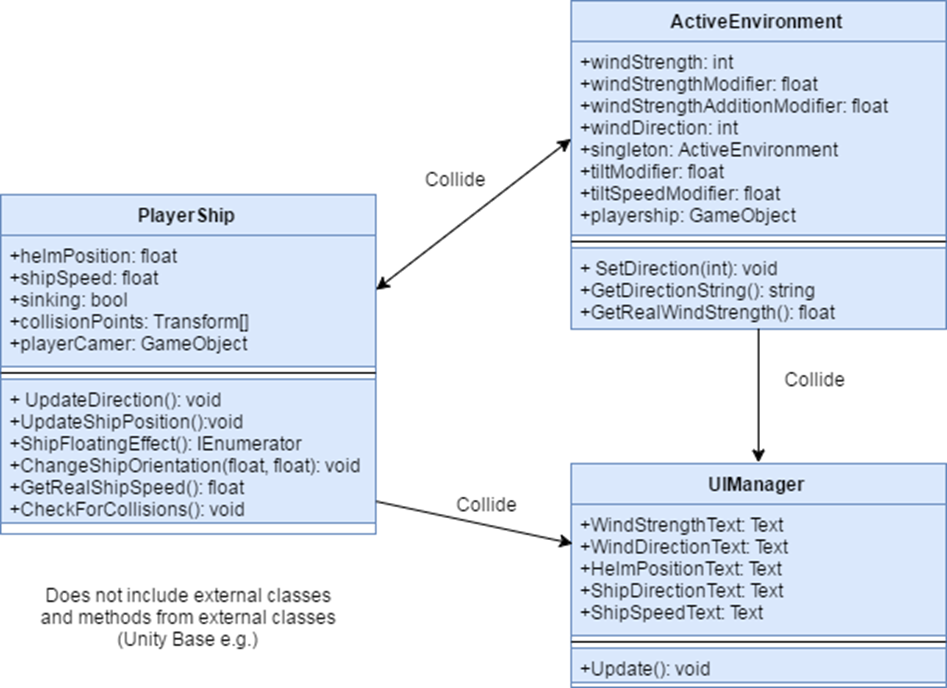 ActiveEnvironment
+windStrength: int
+windStrengthModifier: float
+windStrengthAdditionModifier: float
+windDirection: int
+singleton: ActiveEnvironment
+tiltModifier: float
+tiltSpeedModifier: float
+playership: GameObject
+ SetDirection(int): void
+GetDirectionString(): string
+GetRealWindStrength(): float
Collide
PlayerShip
+helmPosition: float
+shipSpeed: float
+sinking: bool
+collisionPoints: Transform[]
+playerCamer: GameObject
+ UpdateDirection(): void
+UpdateShipPosition():void
+ShipFloatingEffect(): IEnumerator
+ChangeShipOrientation(float, float): void
+GetRealShipSpeed(): float
+CheckForCollisions(): void
Collide
Collide
UIManager
+WindStrengthText: Text
+WindDirectionText: Text
+HelmPositionText: Text
+ShipDirectionText: Text
+ShipSpeedText: Text
+Update(): void
Does not include external classes
and methods from external classes
(Unity Base e.g.)